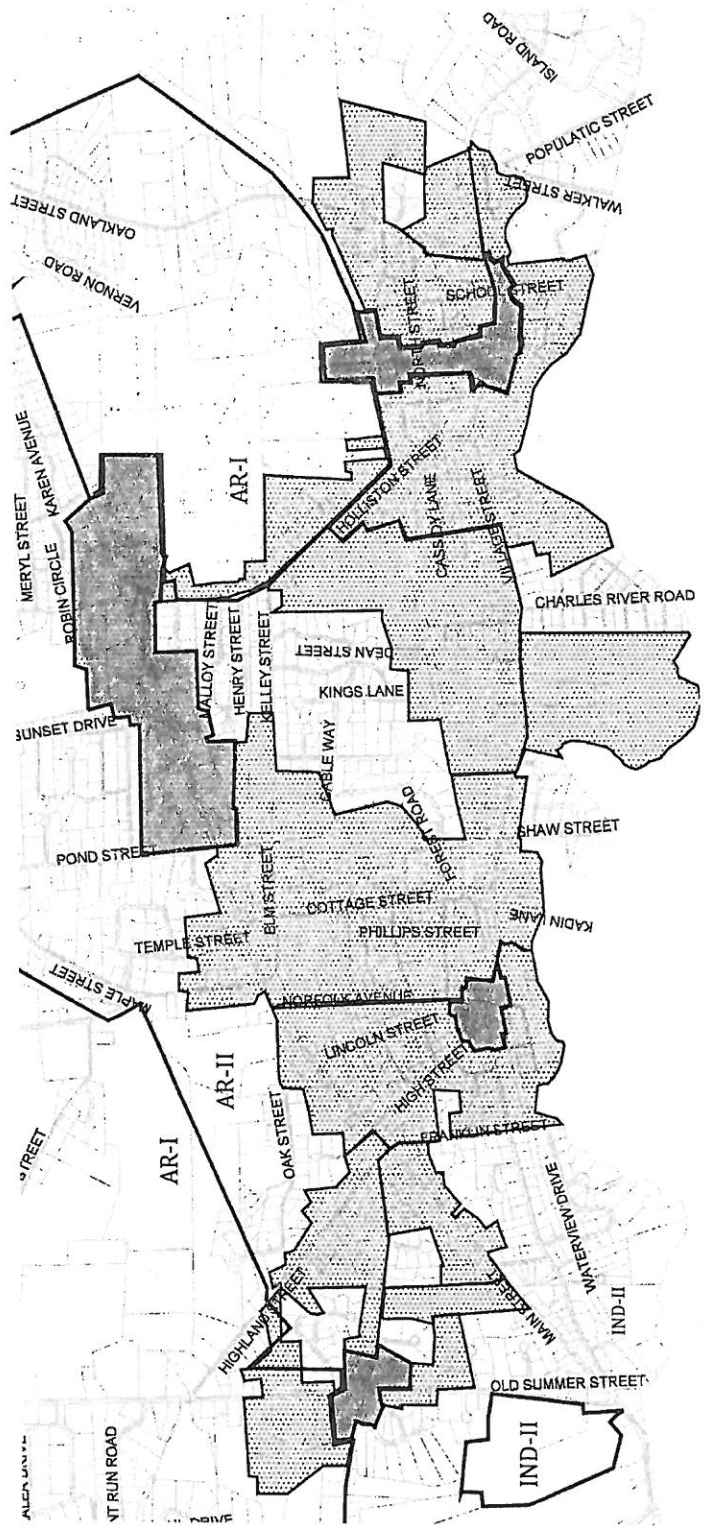 ISLAND ROAD
POPULATIC STREET
WALKER STREET
OAKLAND STREET
VERNON ROAD
SCHOOL STREET
NORTH STREET
MERYL STREET
KAREN AVENUE
ROBIN CIRCLE
AR-I
HOLLISTON STREET
CASSIDY LANE
VILLAGE STREET
CHARLES RIVER ROAD
MALLOY STREET
HENRY STREET
KELLEY STREET
DEAN STREET
KINGS LANE
SUNSET DRIVE
CABLE WAY
FOREST ROAD
SHAW STREET
POND STREET
ELM STREET
COTTAGE STREET
PHILLIPS STREET
KADIN LANE
TEMPLE STREET
MAPLE STREET
NORFOLK AVENUE
LINCOLN STREET
HIGH STREET
AR-II
AR-I
OAK STREET
FRANKLIN STREET
STREET
WATERVIEW DRIVE
IND-II
HIGHLAND STREET
MAIN STREET
OLD SUMMER STREET
IND-II
NT RUN ROAD
DRIVE